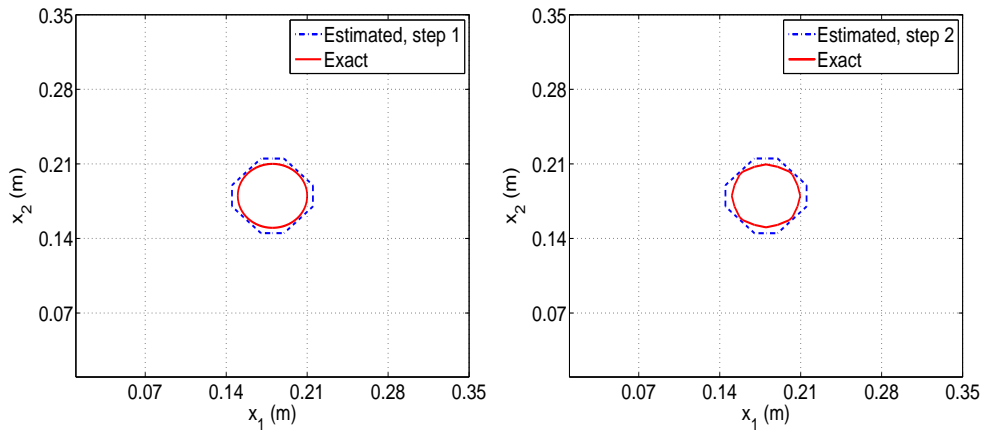 0.35
0.28
0.21
0.14
0.07
x_2 (m)
Estimated, step 1
Exact
0.07 0.14 0.21 0.28 0.35
x_1 (m)
0.35
0.28
0.21
0.14
0.07
x_2 (m)
Estimated, step 2
Exact
0.07 0.14 0.21 0.28 0.35
x_1 (m)